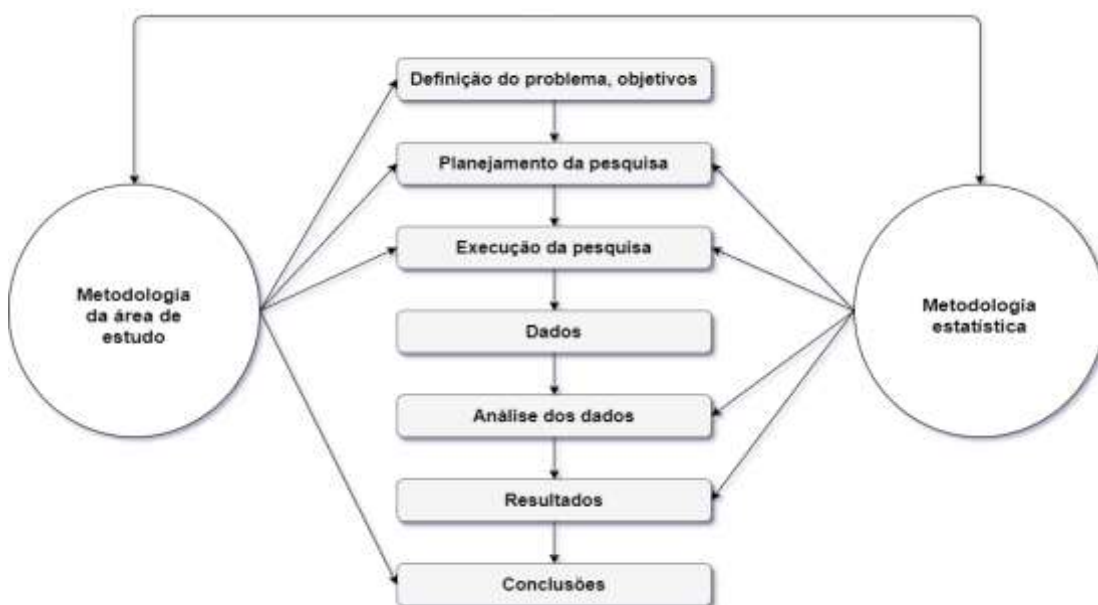 Definição do problema, objetivos
Planejamento da pesquisa
Execução da pesquisa
Metodologia
da área de
estudo
Metodologia
estatística
Dados
Análise dos dados
Resultados
Conclusões